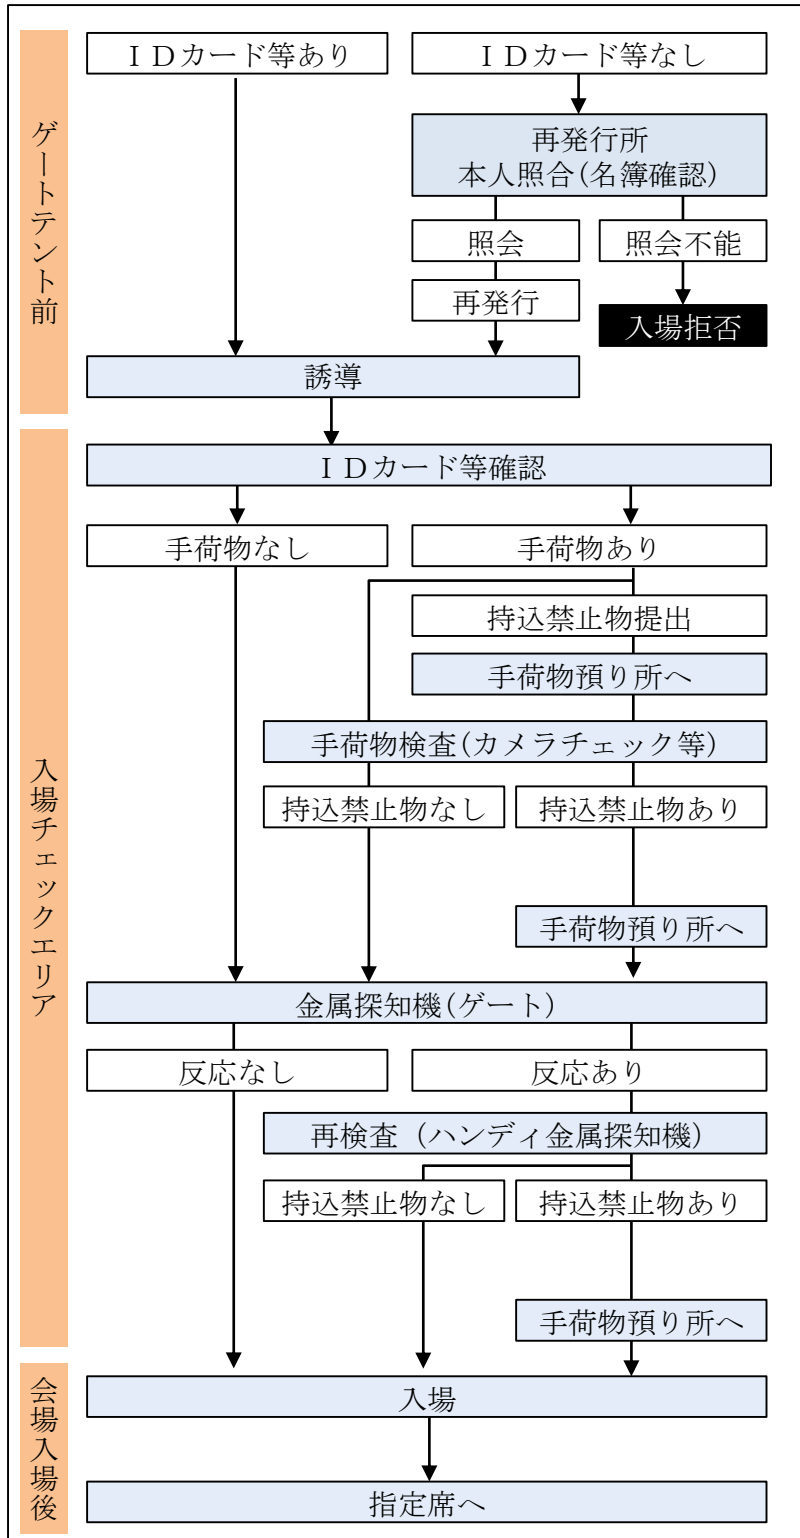 ゲートテント前
ＩＤカード等あり
ＩＤカード等なし
再発行所
本人照合(名簿確認)
照会
照会不能
再発行
入場拒否
誘導
入場チェックエリア
ＩＤカード等確認
手荷物なし
手荷物あり
持込禁止物提出
手荷物預り所へ
手荷物検査(カメラチェック等)
持込禁止物なし
持込禁止物あり
手荷物預り所へ
金属探知機(ゲート)
反応なし
反応あり
再検査（ハンディ金属探知機）
持込禁止物なし
持込禁止物あり
手荷物預り所へ
会場入場後
入場
指定席へ